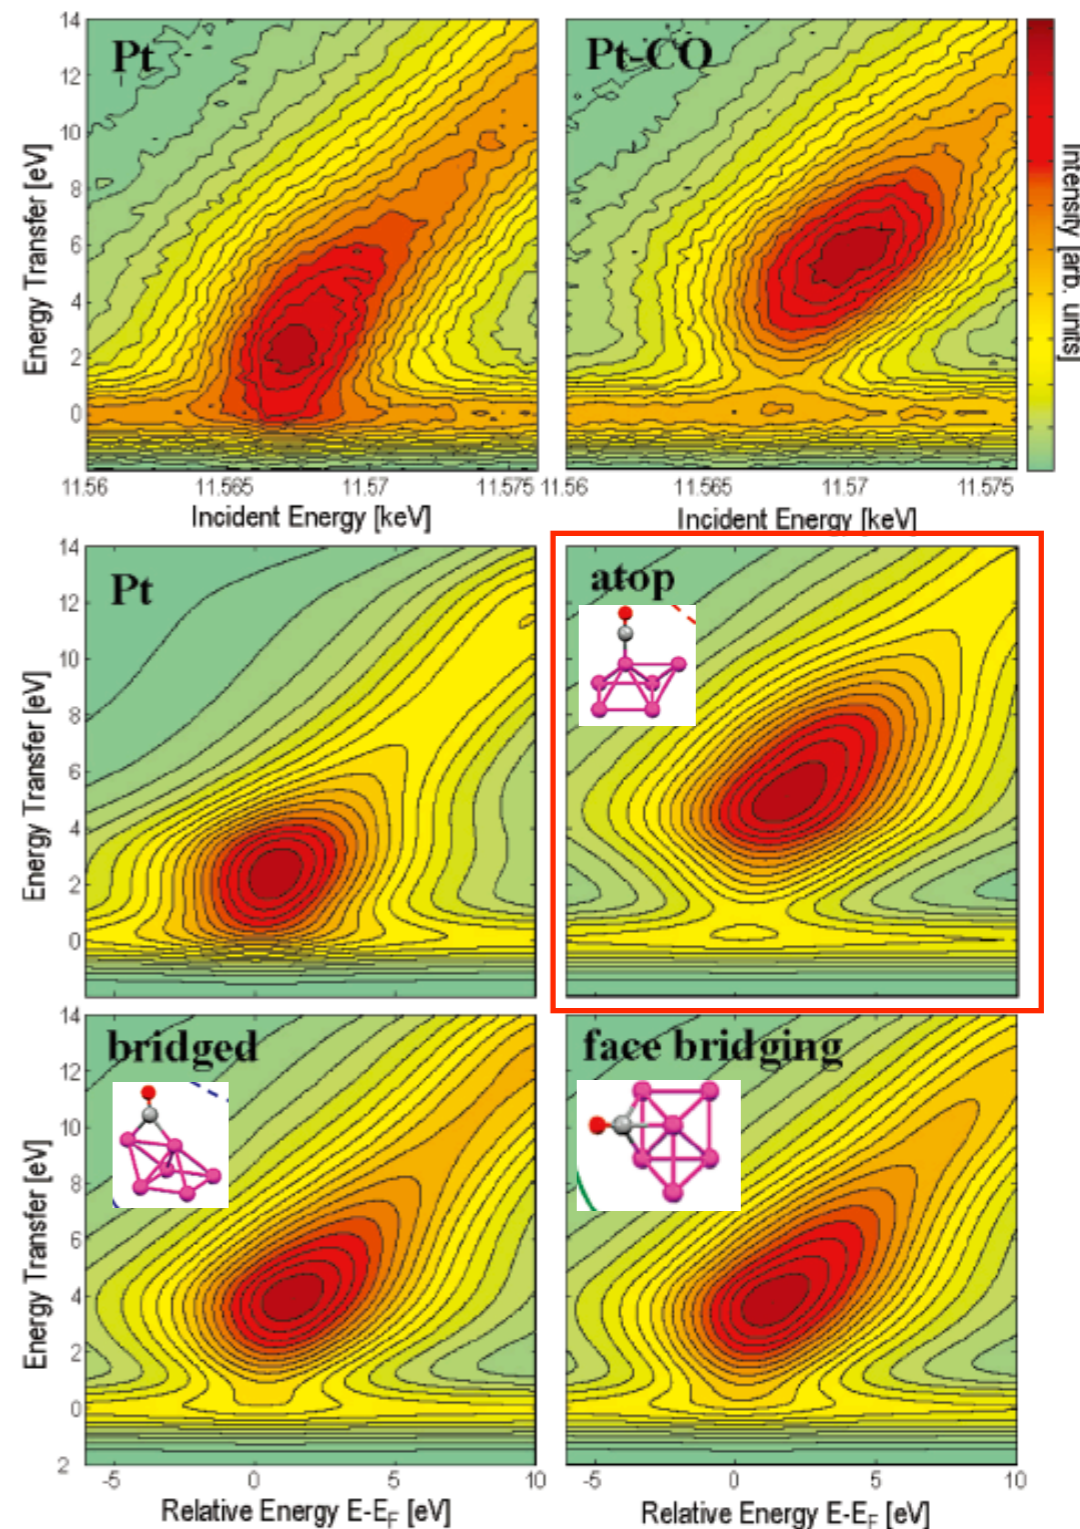 Pt
Pt-CO
14
12
10
8
6
4
2
0
Energy Transfer [eV]
Intensity [arb. units]
11.56
11.565
11.57
11.575
11.56
11.565
11.57
11.575
Incident Energy [keV]
Incident Energy [keV]
Pt
atop
14
12
10
8
6
4
2
0
Energy Transfer [eV]
bridged
face bridging
14
12
10
8
6
4
2
0
2
Energy Transfer [eV]
-5
0
5
10
-5
0
5
10
Relative Energy E-EF [eV]
Relative Energy E-EF [eV]